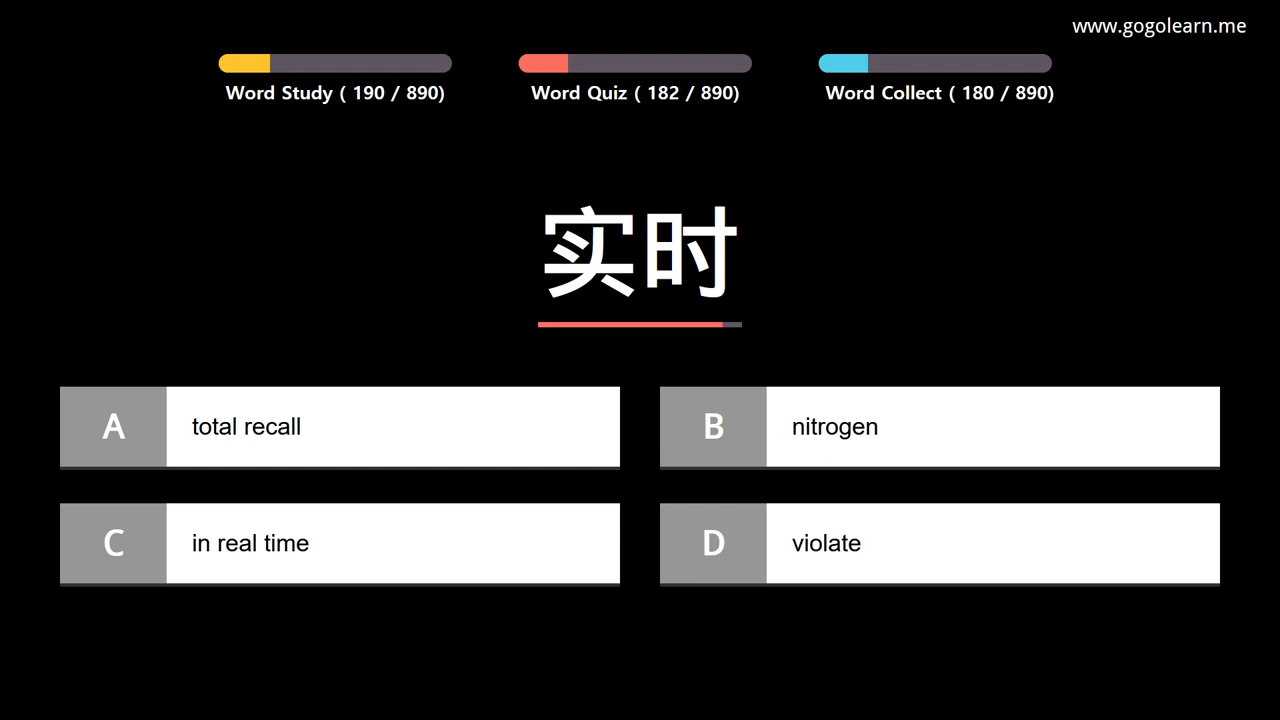 www.gogolearn.me
Word Study ( 190 / 890)
Word Quiz ( 182 / 890)
Word Collect ( 180 / 890)
实时
A
total recall
B
nitrogen
C
in real time
D
violate